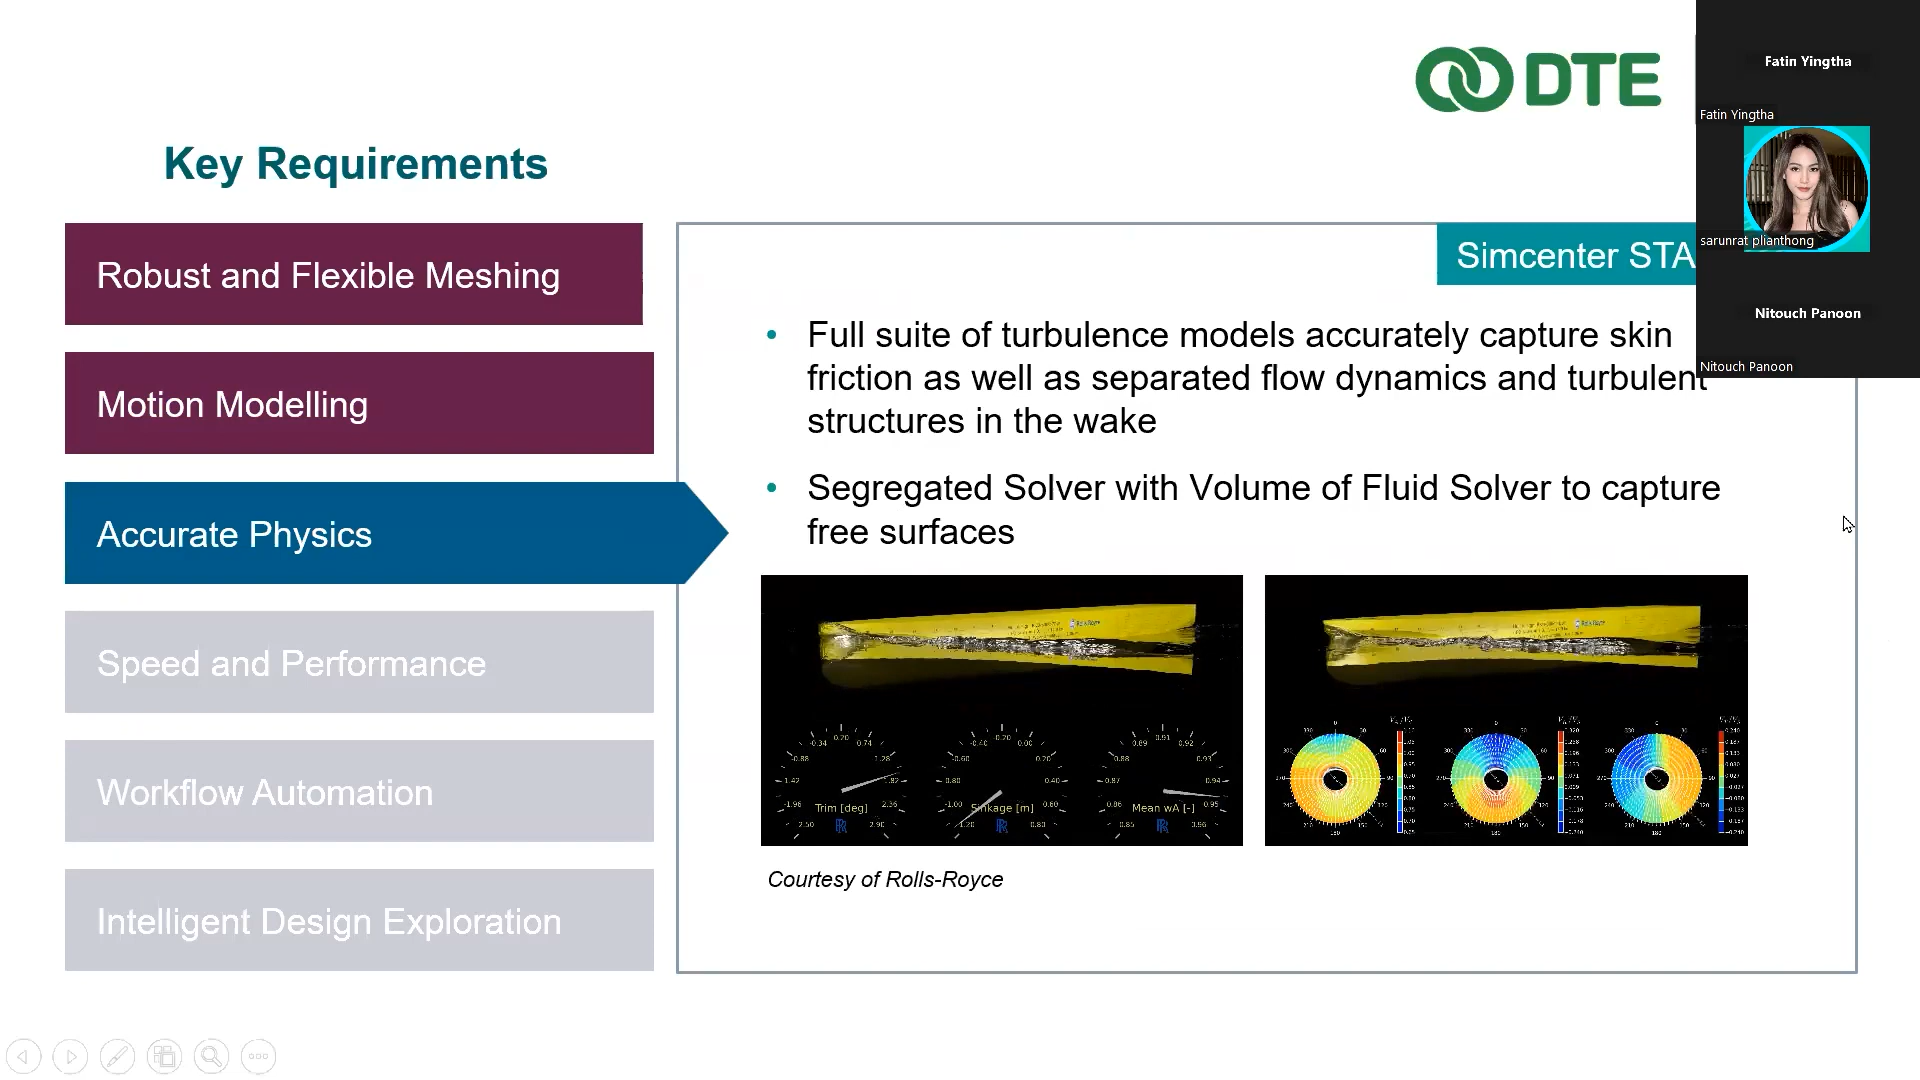 DTE
Fatin Yingtha
Fatin Yingtha
sarunrat plianthong
Nitouch Panoon
Nitouch Panoon
Key Requirements
Robust and Flexible Meshing
Motion Modelling
Accurate Physics
Speed and Performance
Workflow Automation
Intelligent Design Exploration
Simcenter STA
• Full suite of turbulence models accurately capture skin
friction as well as separated flow dynamics and turbulent
structures in the wake
• Segregated Solver with Volume of Fluid Solver to capture
free surfaces
Trim [deg]
Sinkage [m]
Mean wA [-]
Courtesy of Rolls-Royce